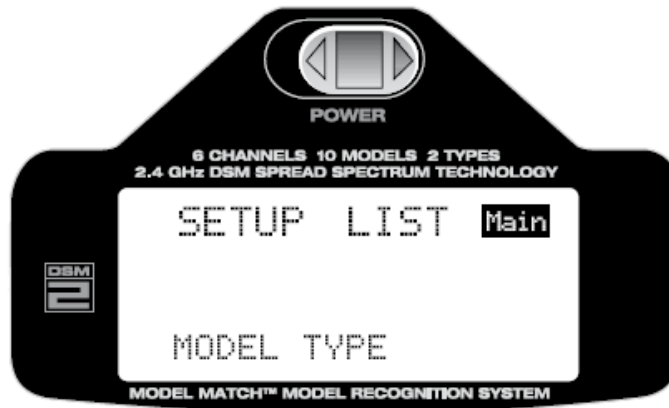 POWER
6 CHANNELS 10 MODELS 2 TYPES
2.4 GHz DSM SPREAD SPECTRUM TECHNOLOGY
SETUP LIST Main
DSM
2
MODEL TYPE
MODEL MATCH™ MODEL RECOGNITION SYSTEM